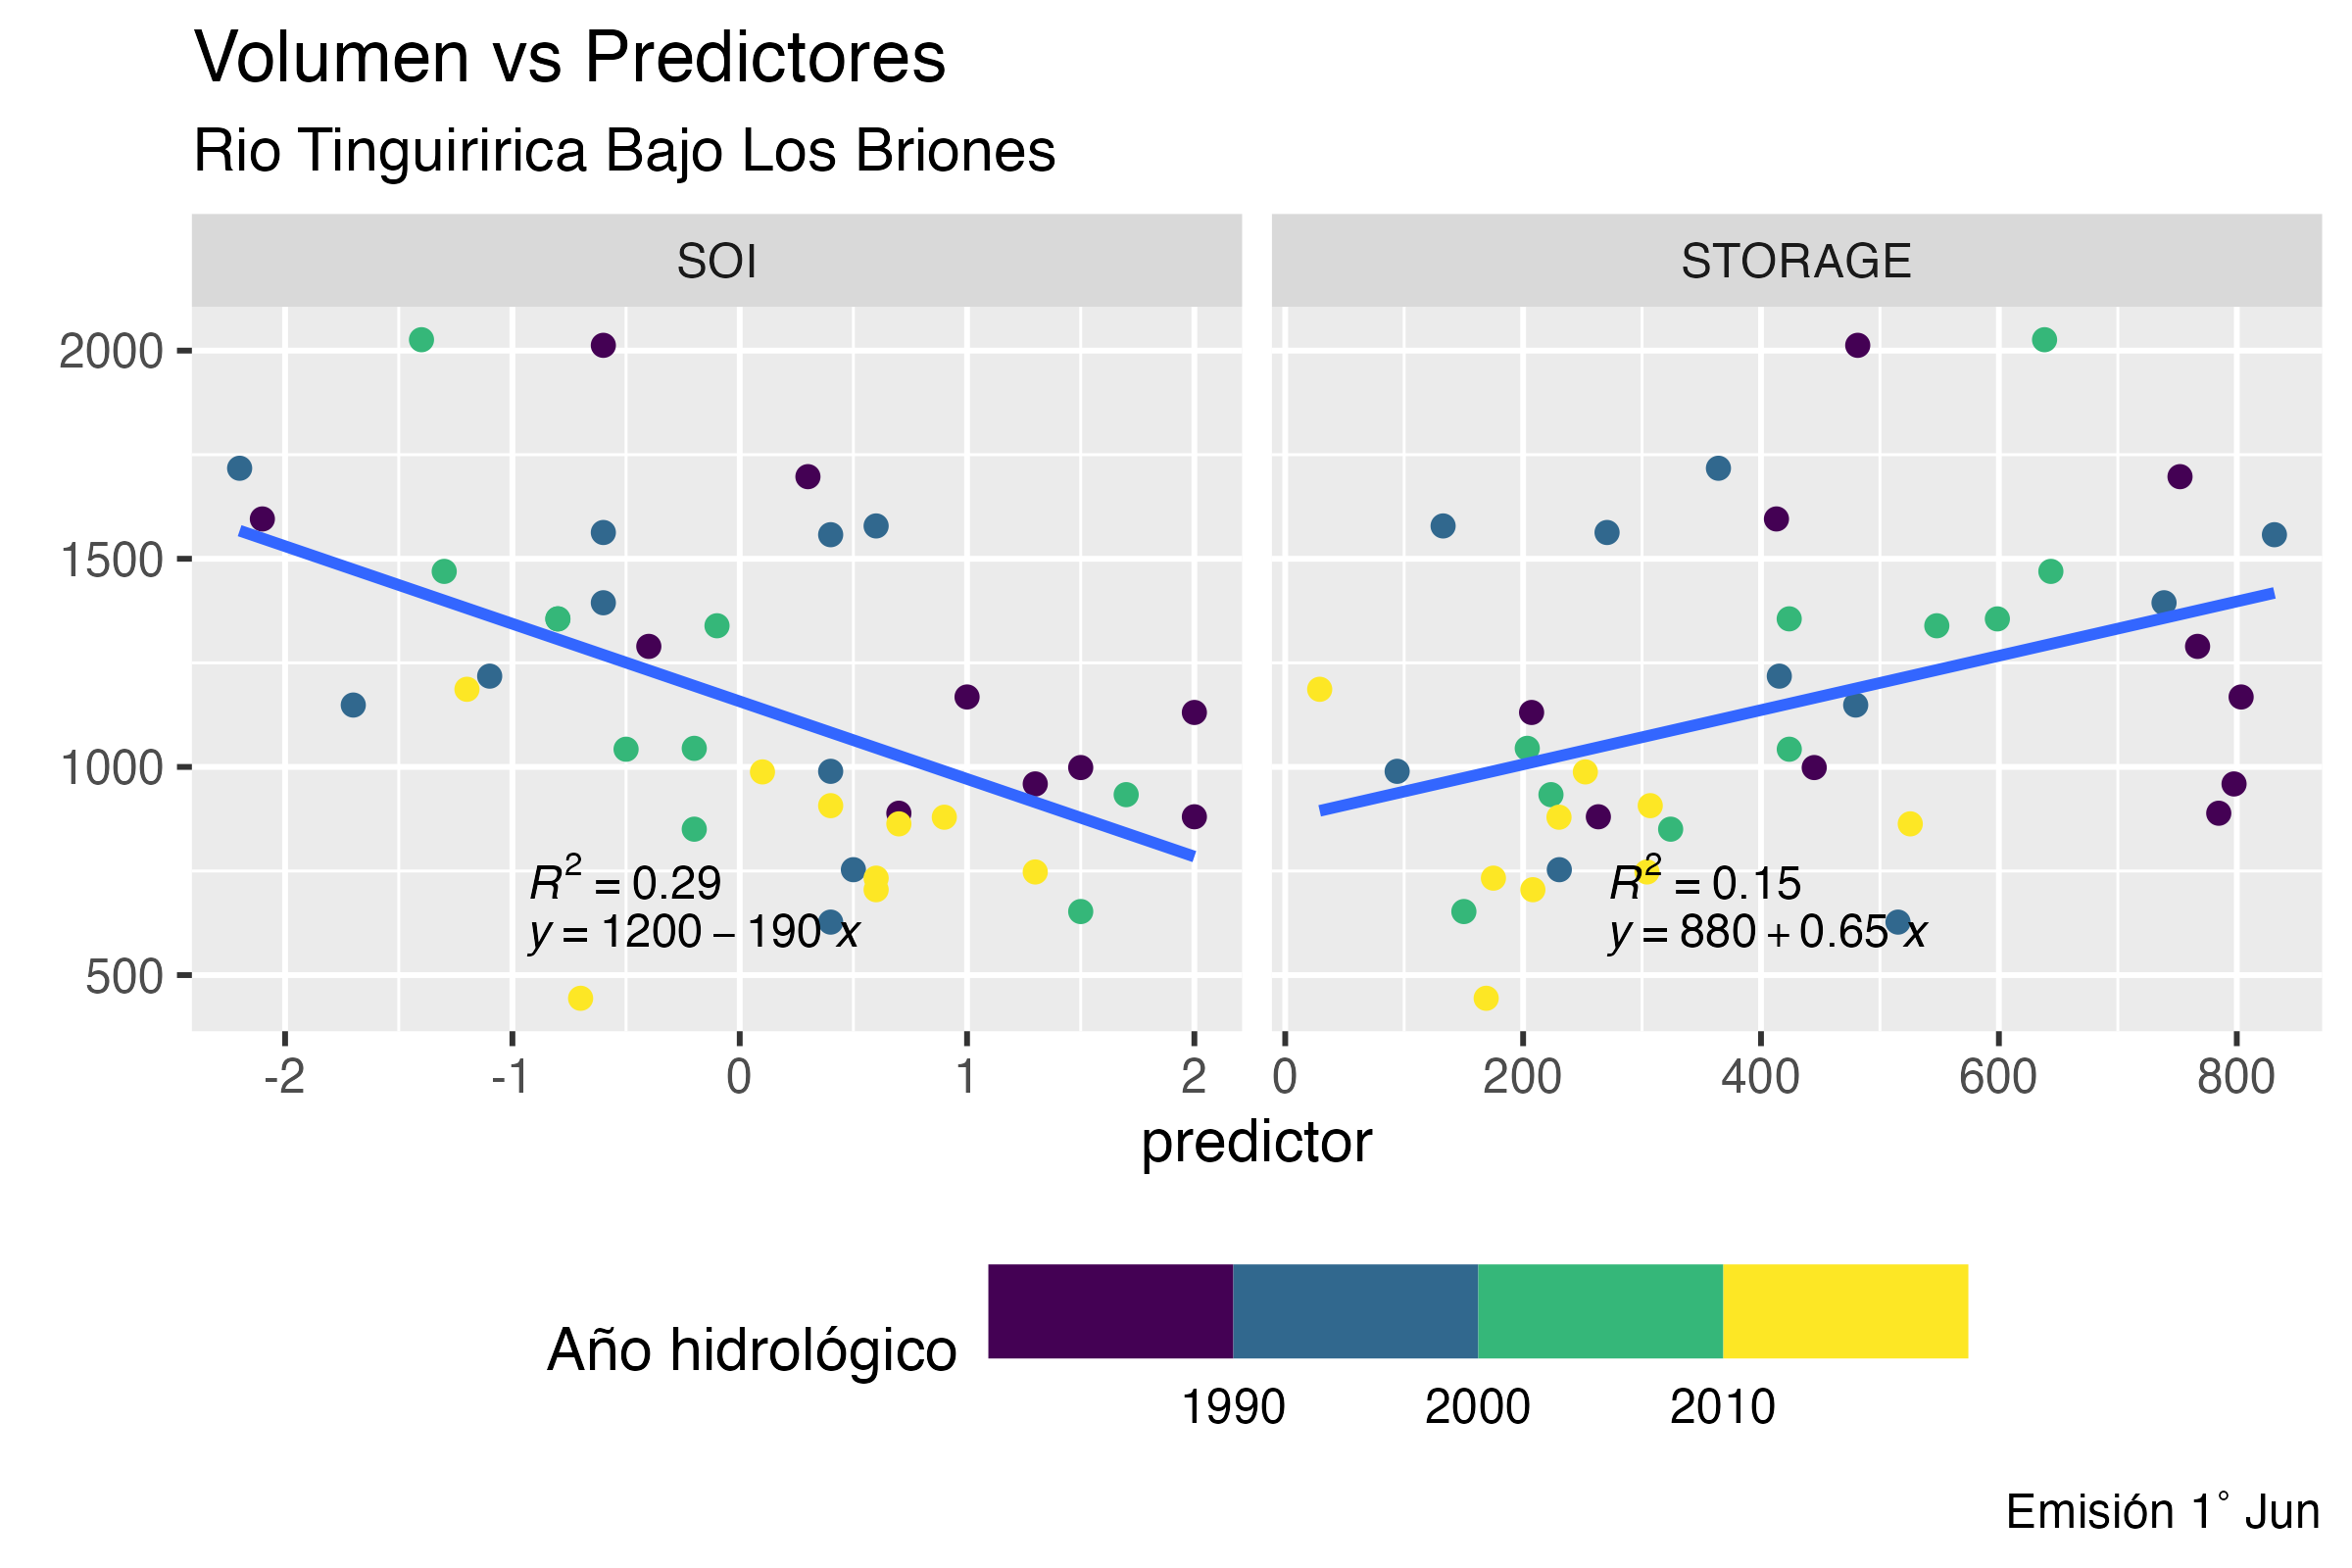 Volumen vs Predictores
Rio Tinguiririca Bajo Los Briones
SOI
STORAGE
2000
1500
1000
500
R² = 0.29
y = 1200 − 190 x
R² = 0.15
y = 880 + 0.65 x
-2 -1 0 1 2
0 200 400 600 800
predictor
Año hidrológico
1990 2000 2010
Emisión 1° Jun